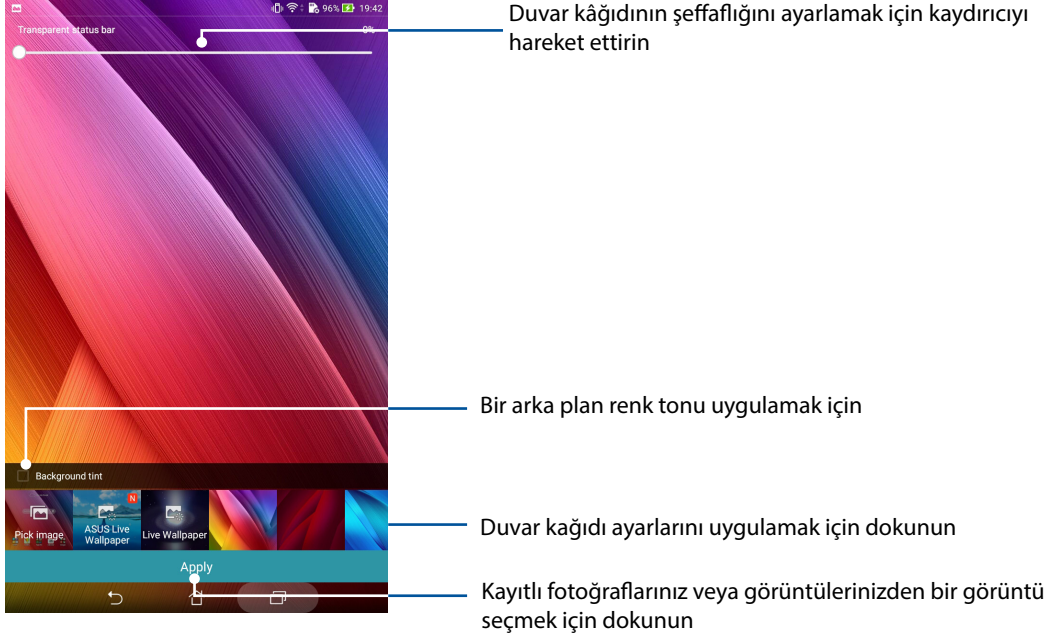 96% 19:42
Transparent status bar 0%
Duvar kâğıdının şeffaflığını ayarlamak için kaydırıcıyı
hareket ettirin
Bir arka plan renk tonu uygulamak için
Background tint
N
Pick image
ASUS Live
Wallpaper
Live Wallpaper
Duvar kağıdı ayarlarını uygulamak için dokunun
Apply
Kayıtlı fotoğraflarınız veya görüntülerinizden bir görüntü
seçmek için dokunun